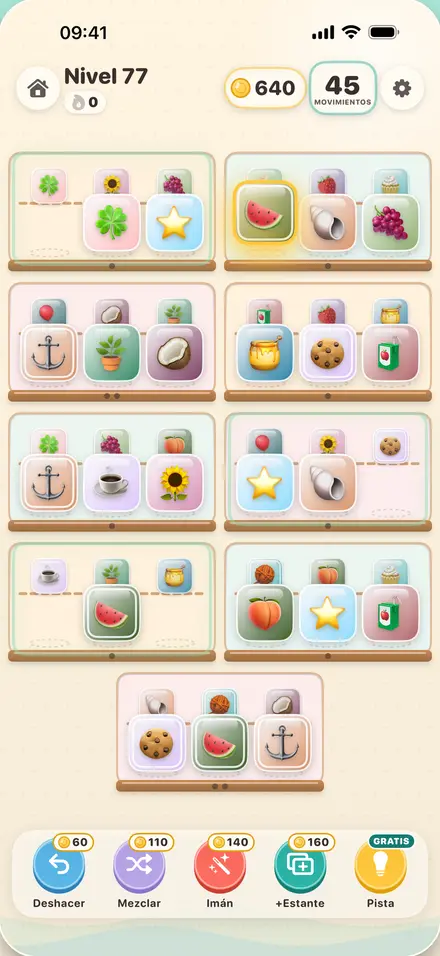 09:41
Nivel 77
0
640
45
MOVIMIENTOS
60
110
140
160
GRATIS
Deshacer
Mezclar
Imán
+Estante
Pista